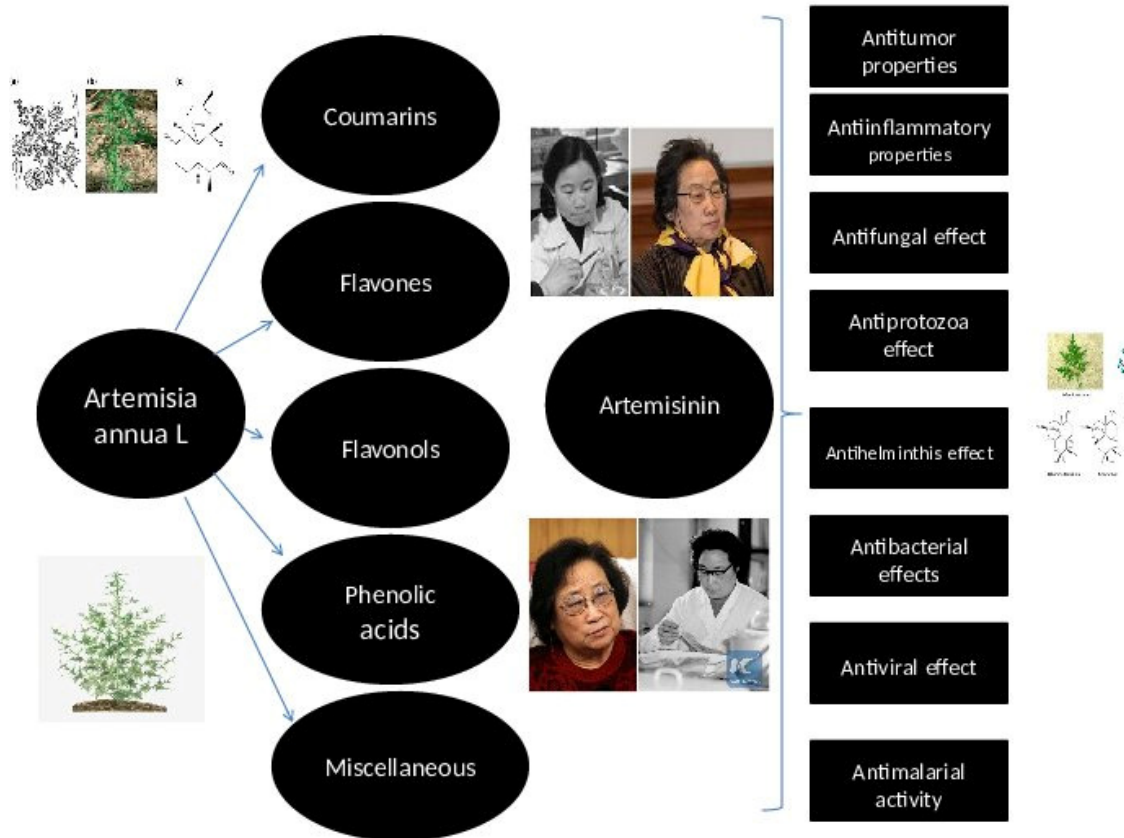 (a)
(b)
(c)
Artemisia
annua L
Coumarins
Flavones
Flavonols
Phenolic
acids
Miscellaneous
Artemisinin
Antitumor
properties
Antiinflammatory
properties
Antifungal effect
Antiprotozoa
effect
Antihelminthis effect
Antibacterial
effects
Antiviral effect
Antimalarial
activity